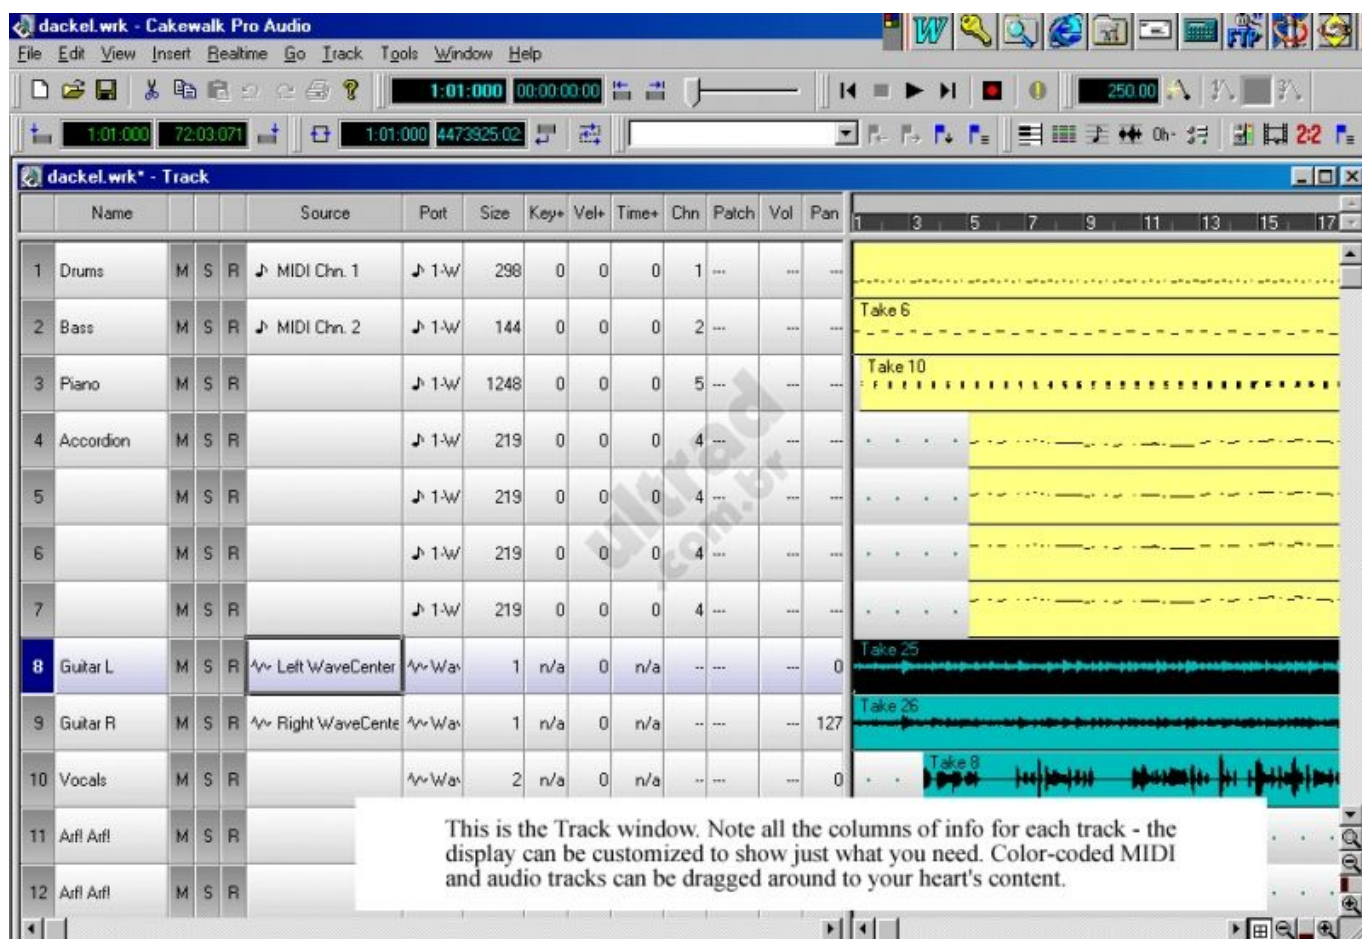 dackel.wrk - Cakewalk Pro Audio
File Edit View Insert Realtime Go Track Tools Window Help
1:01:000 00:00:00:00 250.00
1:01:000 72:03:071 1:01:000 4473925:02 2:2
dackel.wrk* - Track
Name Source Port Size Key+ Vel+ Time+ Chn Patch Vol Pan 1 3 5 7 9 11 13 15 17
1 Drums M S R MIDI Chn. 1 1-W 298 0 0 0 1 --- --- ---
Take 6
2 Bass M S R MIDI Chn. 2 1-W 144 0 0 0 2 --- --- ---
Take 10
3 Piano M S R 1-W 1248 0 0 0 5 --- --- ---
4 Accordion M S R 1-W 219 0 0 0 4 --- --- ---
5 M S R 1-W 219 0 0 0 4 --- --- ---
6 M S R 1-W 219 0 0 0 4 --- --- ---
7 M S R 1-W 219 0 0 0 4 --- --- ---
Take 25
8 Guitar L M S R Left WaveCenter Wav 1 n/a 0 n/a -- --- --- 0
Take 26
9 Guitar R M S R Right WaveCente Wav 1 n/a 0 n/a -- --- --- 127
Take 8
10 Vocals M S R Wav 2 n/a 0 n/a -- --- --- 0
11 Arf! Arf! M S R
12 Arf! Arf! M S R
This is the Track window. Note all the columns of info for each track - the
display can be customized to show just what you need. Color-coded MIDI
and audio tracks can be dragged around to your heart's content.
ultrad
.com.br